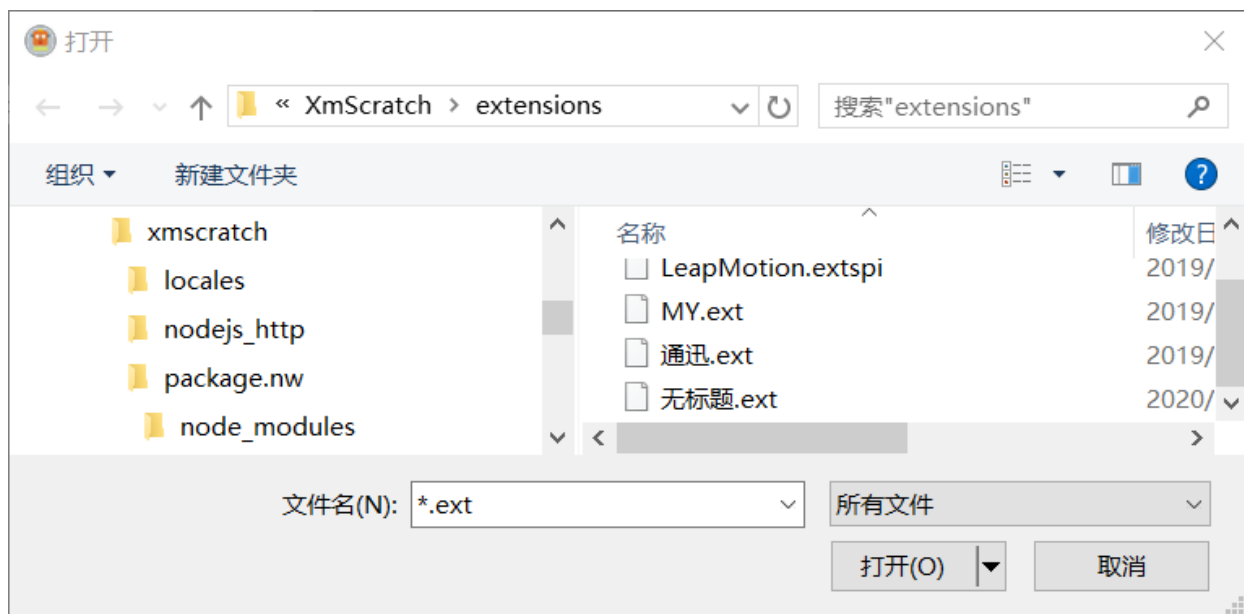 打开
« XmScratch > extensions
搜索"extensions"
组织
新建文件夹
?
xmscratch
locales
nodejs_http
package.nw
node_modules
名称
修改日
LeapMotion.extspi
2019/
MY.ext
2019/
通迅.ext
2019/
无标题.ext
2020/
文件名(N):
*.ext
所有文件
打开(O)
取消